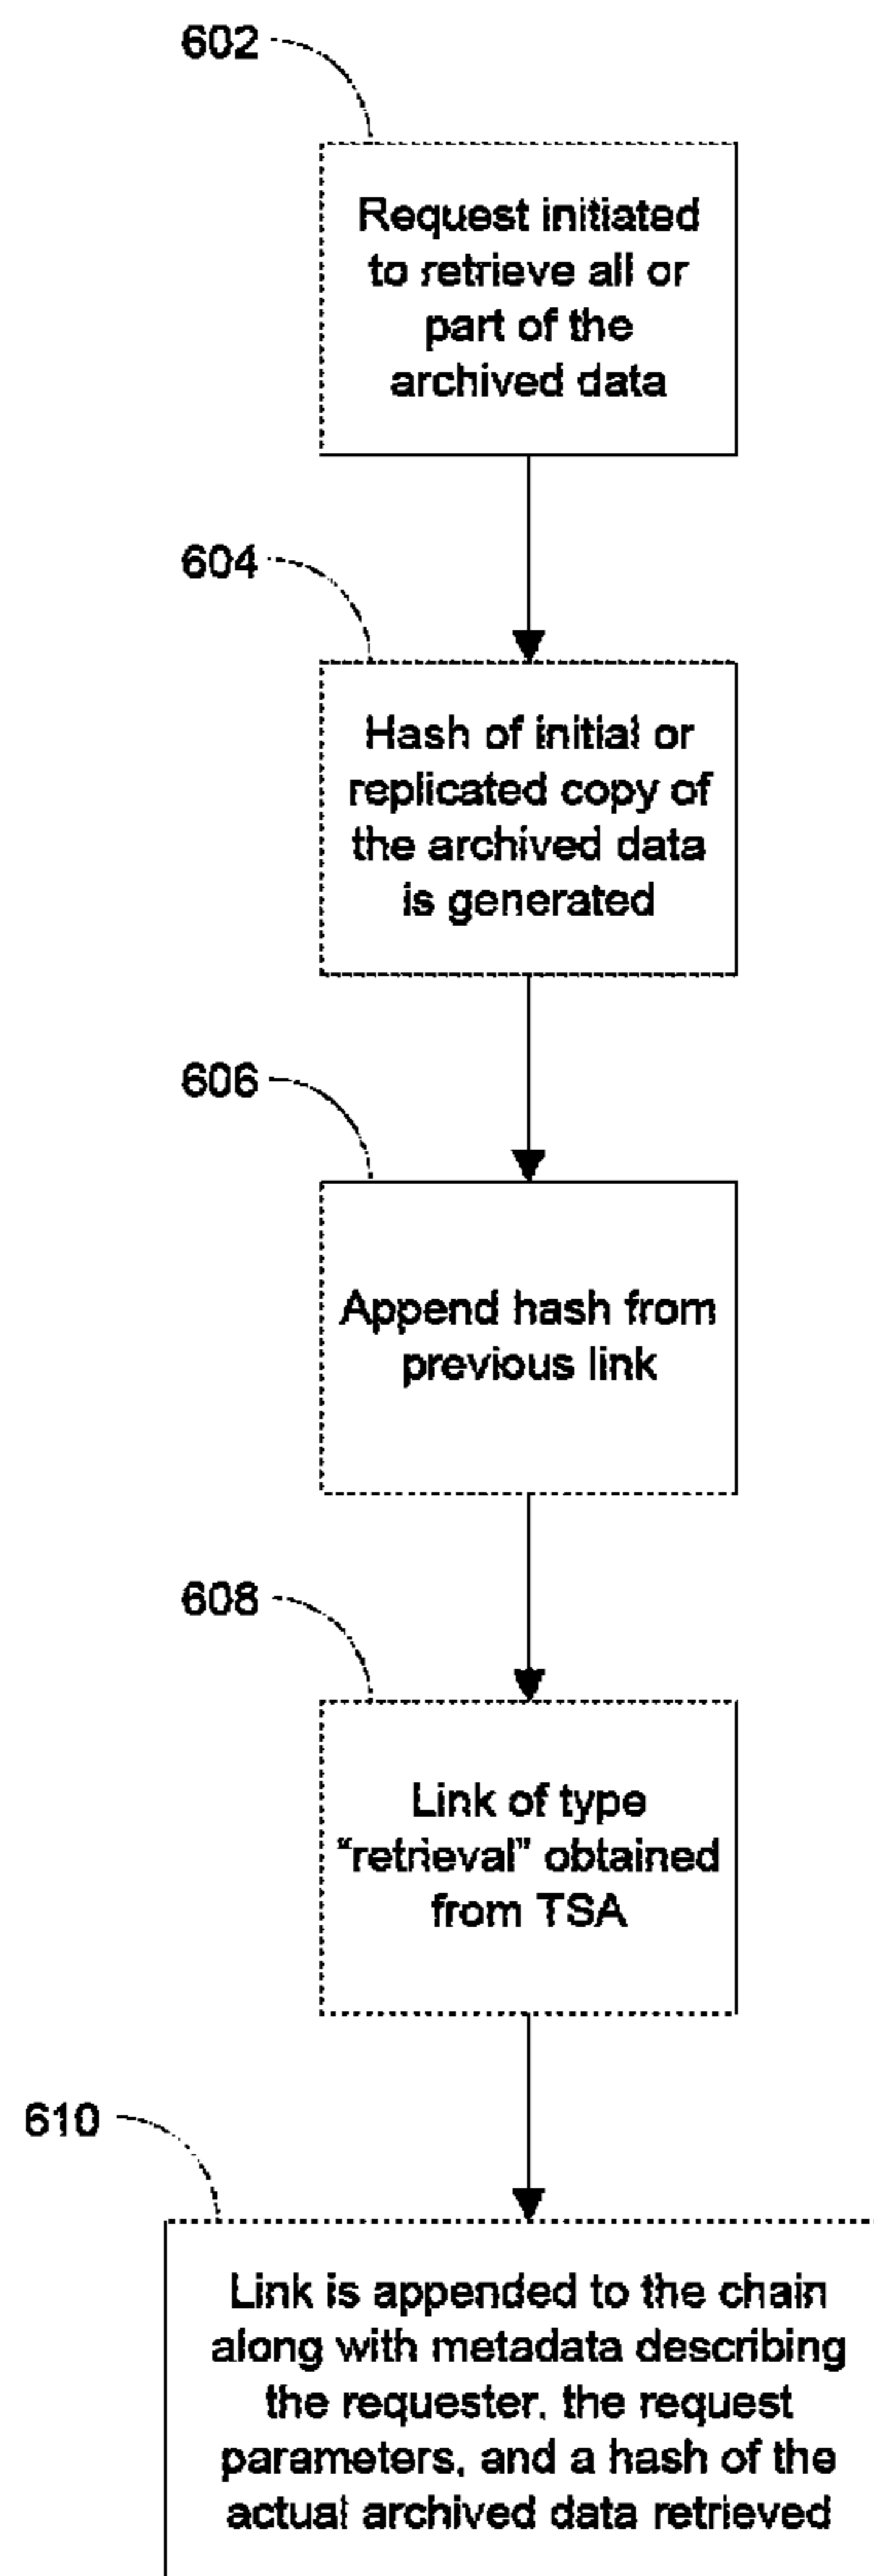 602
Request initiated
to retrieve all or
part of the
archived data
604
Hash of initial or
replicated copy of
the archived data
is generated
606
Append hash from
previous link
608
Link of type
“retrieval” obtained
from TSA
610
Link is appended to the chain
along with metadata describing
the requester, the request
parameters, and a hash of the
actual archived data retrieved